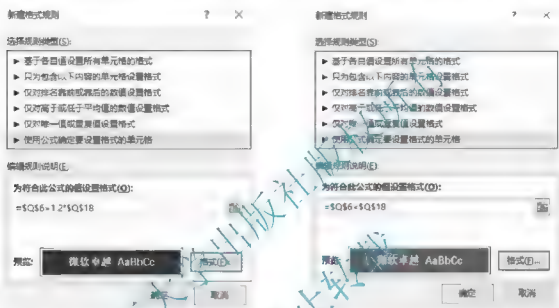 新建格式规则 ? ×
选择规则类型(S):
► 基于各自值设置所有单元格的格式
► 只为包含以下内容的单元格设置格式
► 仅对排名靠前或靠后的数值设置格式
► 仅对高于或低于平均值的数值设置格式
► 仅对唯一值或重复值设置格式
► 使用公式确定要设置格式的单元格
编辑规则说明(E):
为符合此公式的值设置格式(O):
=$Q$6>1.2*$Q$18
预览: 微软卓越 AaBbCc 格式(F)...
确定 取消
新建格式规则 ? ×
选择规则类型(S):
► 基于各自值设置所有单元格的格式
► 只为包含以下内容的单元格设置格式
► 仅对排名靠前或靠后的数值设置格式
► 仅对高于或低于平均值的数值设置格式
► 仅对唯一值或重复值设置格式
► 使用公式确定要设置格式的单元格
编辑规则说明(E):
为符合此公式的值设置格式(O):
=$Q$6<$Q$18
预览: 微软卓越 AaBbCc 格式(F)...
确定 取消